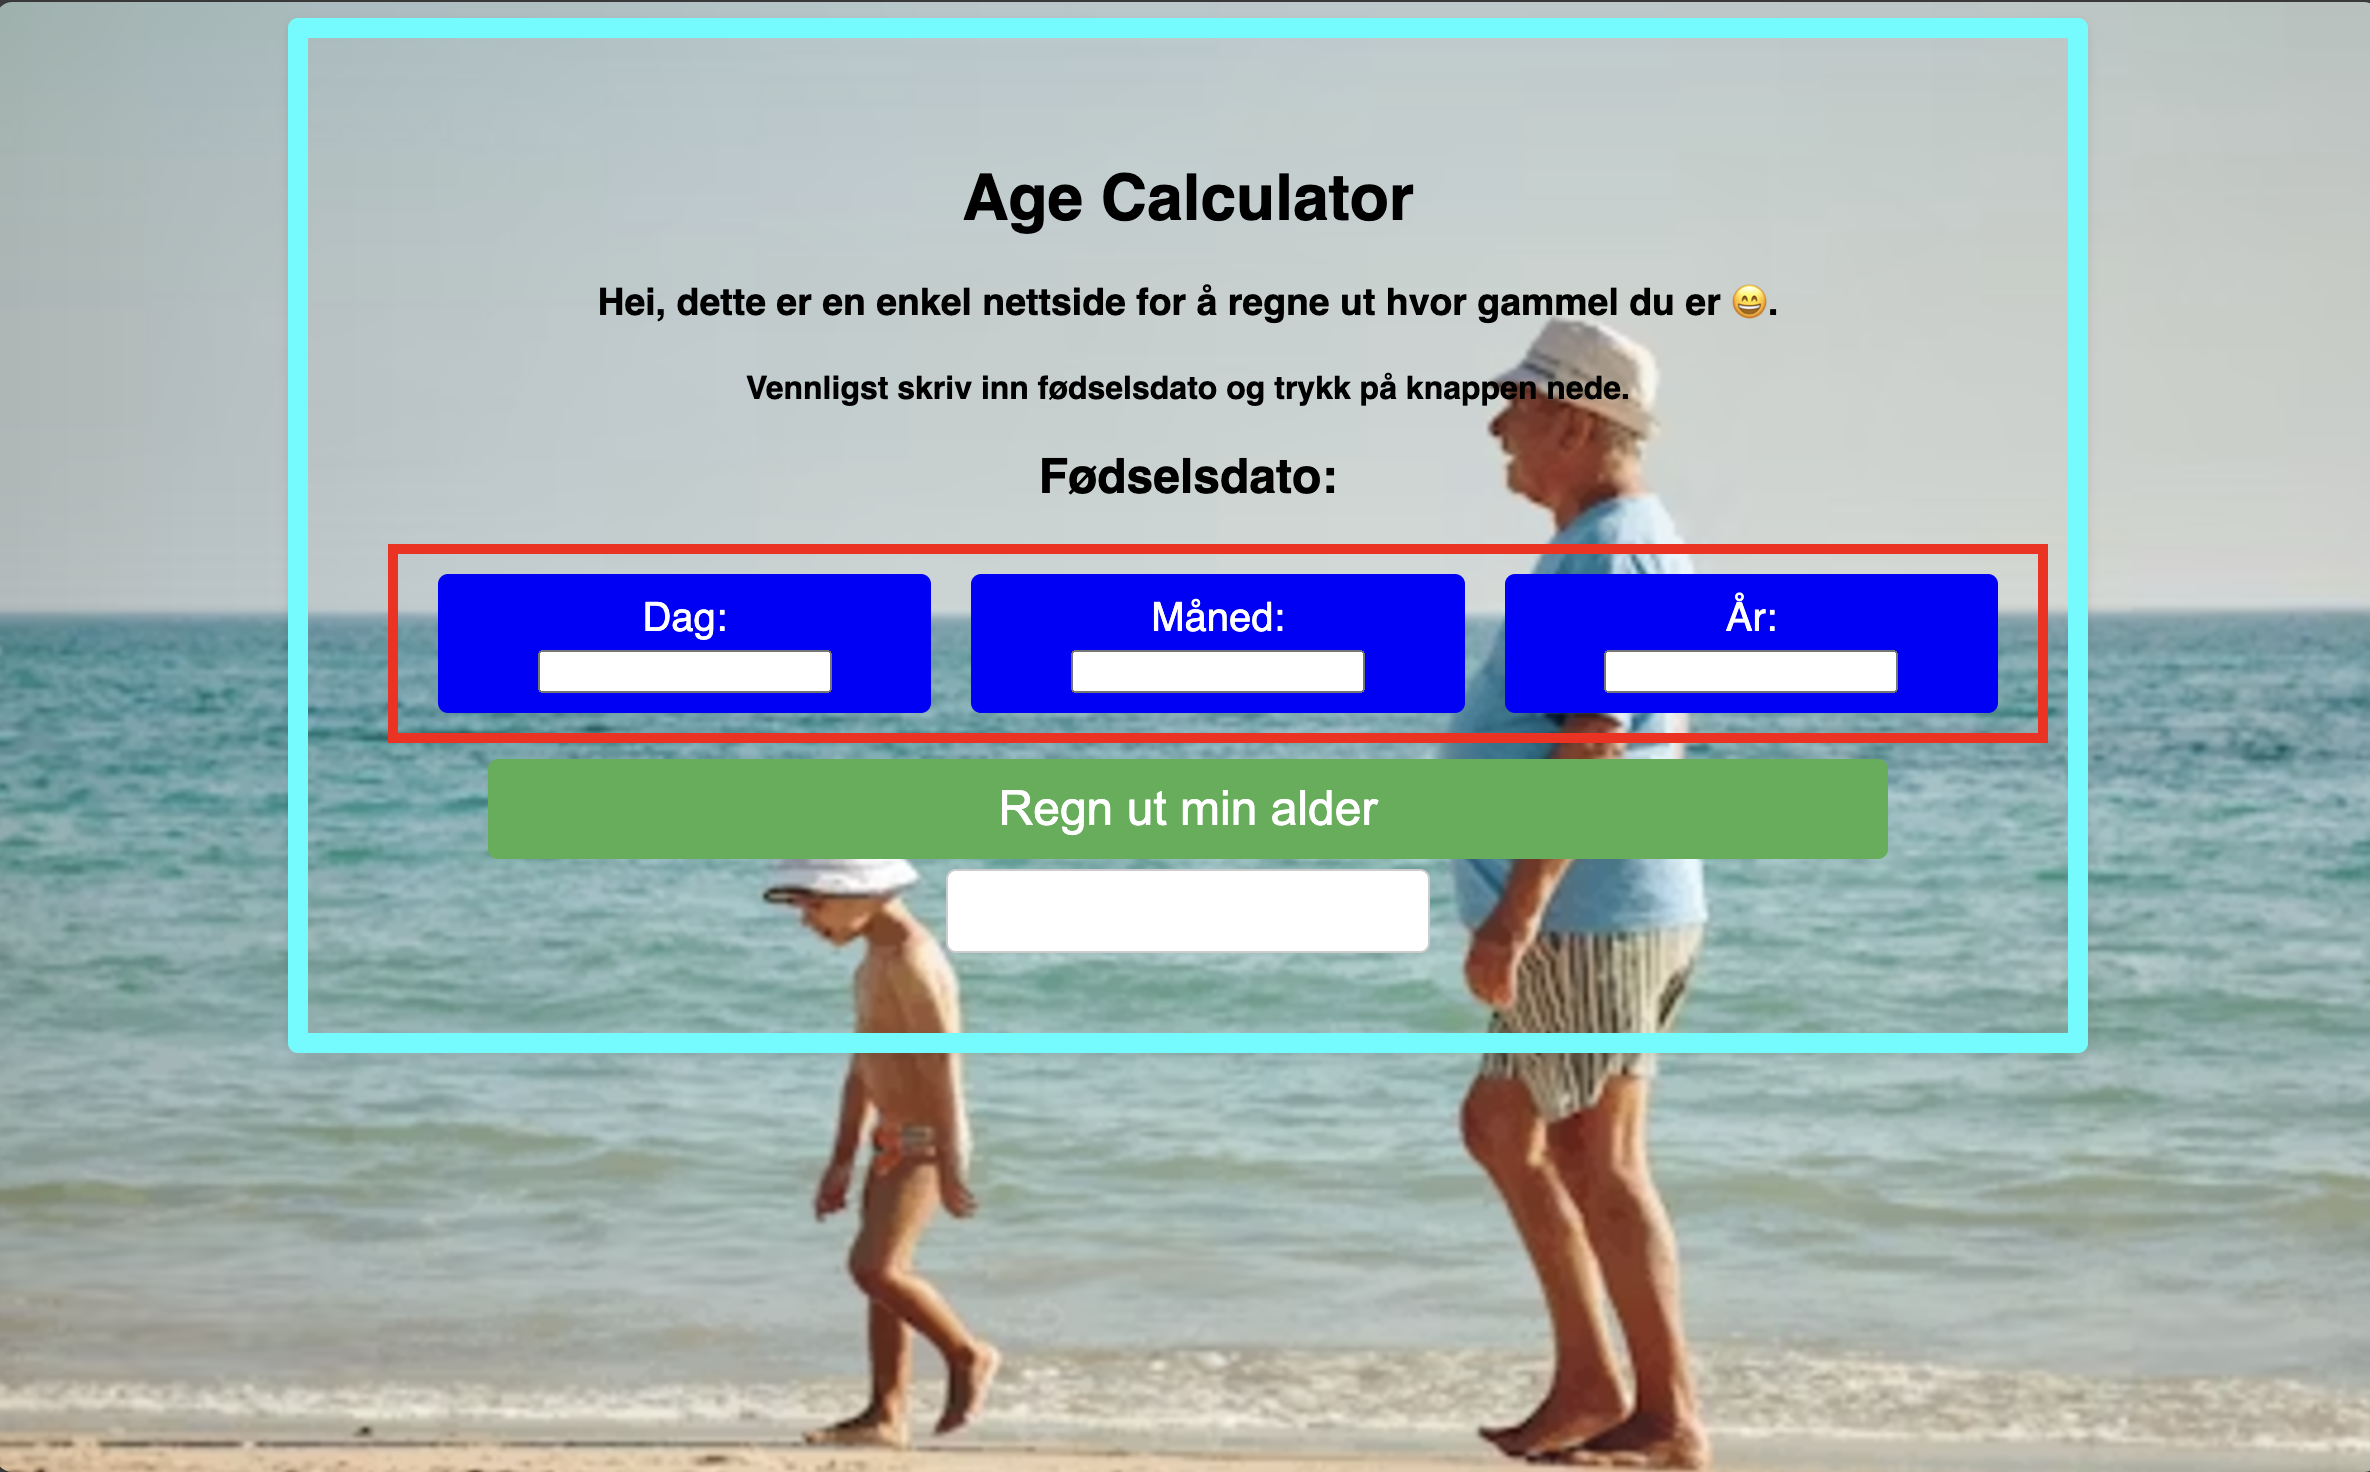 Age Calculator
Hei, dette er en enkel nettside for å regne ut hvor gammel du er 😄.
Vennligst skriv inn fødselsdato og trykk på knappen nede.
Fødselsdato:
Dag:
Måned:
År:
Regn ut min alder